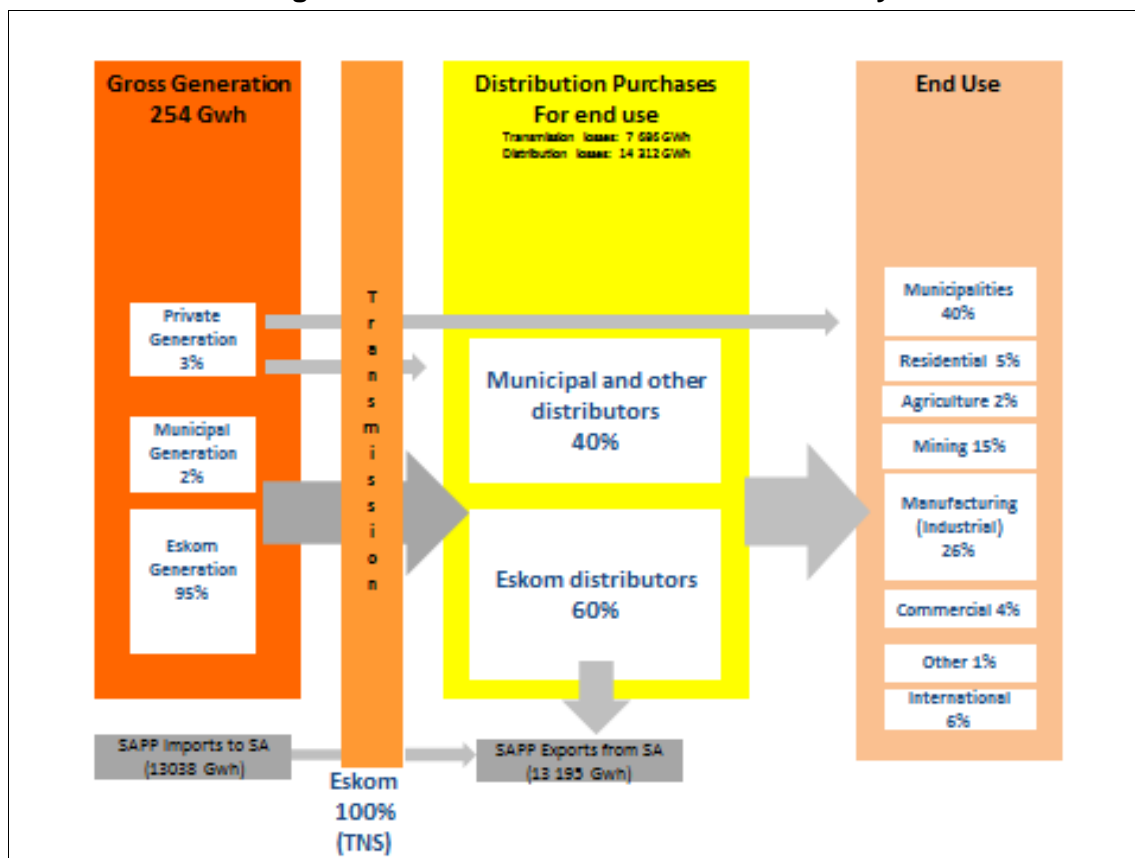 Gross Generation
254 Gwh
Private
Generation
3%
Municipal
Generation
2%
Eskom
Generation
95%
SAPP Imports to SA
(13038 Gwh)
Transmission
Eskom
100%
(TNS)
Distribution Purchases
For end use
Transmission losses: 7 GWh
Distribution losses: 14 312 GWh
Municipal and other
distributors
40%
Eskom distributors
60%
SAPP Exports from SA
(13 195 Gwh)
End Use
Municipalities
40%
Residential 5%
Agriculture 2%
Mining 15%
Manufacturing
(Industrial)
26%
Commercial 4%
Other 1%
International
6%